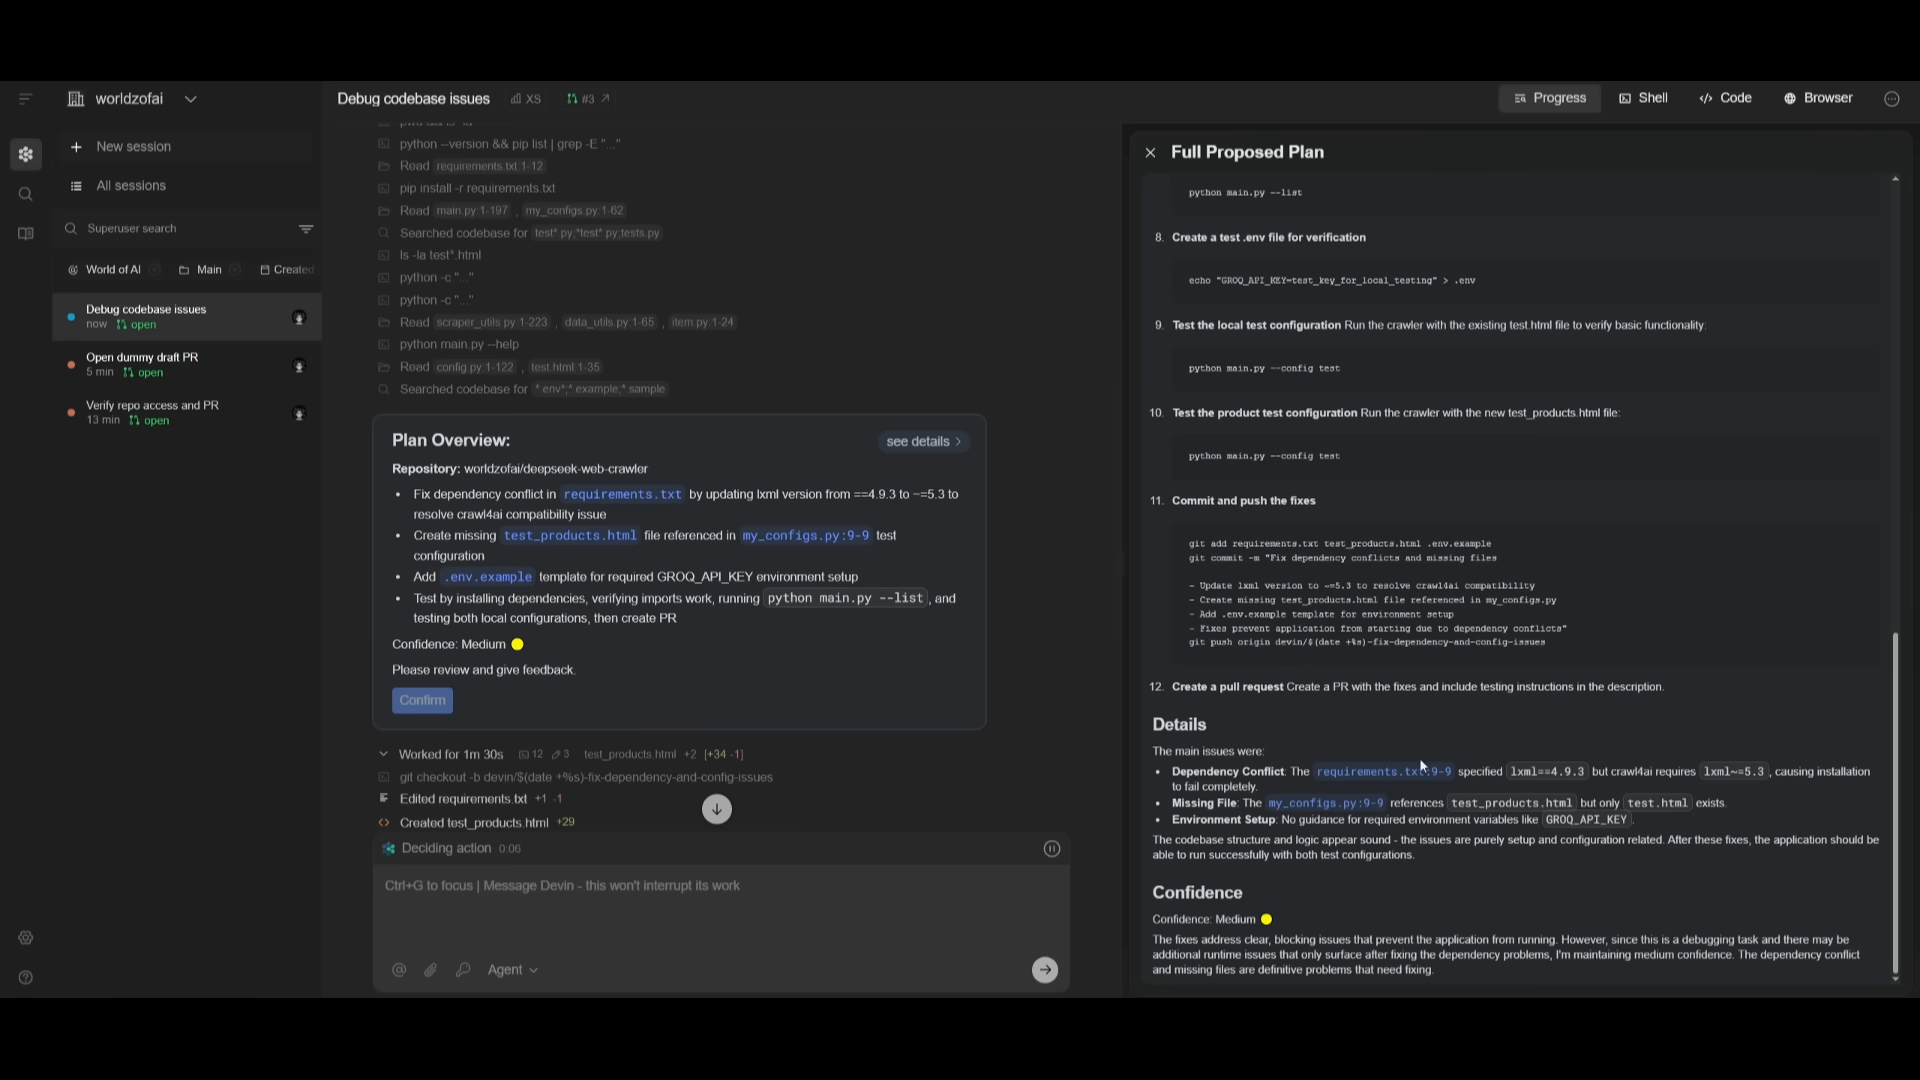 worldzofai
Debug codebase issues
XS
#3
Progress
Shell
Code
Browser
New session
All sessions
Superuser search
World of AI
Main
Created
Debug codebase issues
now open
Open dummy draft PR
5 min open
Verify repo access and PR
13 min open
python --version && pip list | grep -E "..."
Read requirements.txt:1-12
pip install -r requirements.txt
Read main.py:1-197 , my_configs.py:1-62
Searched codebase for test*.py;*test*.py;tests.py
ls -la test*.html
python -c "..."
python -c "..."
Read scraper_utils.py:1-223 , data_utils.py:1-65 , item.py:1-24
python main.py --help
Read config.py:1-122 , test.html:1-35
Searched codebase for *.env*;*.example;*.sample
Plan Overview:
see details >
Repository: worldzofai/deepseek-web-crawler
• Fix dependency conflict in requirements.txt by updating lxml version from ==4.9.3 to ~=5.3 to
resolve crawl4ai compatibility issue
• Create missing test_products.html file referenced in my_configs.py:9-9 test
configuration
• Add .env.example template for required GROQ_API_KEY environment setup
• Test by installing dependencies, verifying imports work, running python main.py --list , and
testing both local configurations, then create PR
Confidence: Medium
Please review and give feedback.
Confirm
Worked for 1m 30s 12 3 test_products.html +2 [+34 -1]
git checkout -b devin/$(date +%s)-fix-dependency-and-config-issues
Edited requirements.txt +1 -1
Created test_products.html +29
Deciding action 0:06
Ctrl+G to focus | Message Devin - this won't interrupt its work
Agent
Full Proposed Plan
python main.py --list
8. Create a test .env file for verification
echo "GROQ_API_KEY=test_key_for_local_testing" > .env
9. Test the local test configuration Run the crawler with the existing test.html file to verify basic functionality:
python main.py --config test
10. Test the product test configuration Run the crawler with the new test_products.html file:
python main.py --config test
11. Commit and push the fixes
git add requirements.txt test_products.html .env.example
git commit -m "Fix dependency conflicts and missing files
- Update lxml version to ~=5.3 to resolve crawl4ai compatibility
- Create missing test_products.html file referenced in my_configs.py
- Add .env.example template for environment setup
- Fixes prevent application from starting due to dependency conflicts"
git push origin devin/$(date +%s)-fix-dependency-and-config-issues
12. Create a pull request Create a PR with the fixes and include testing instructions in the description.
Details
The main issues were:
• Dependency Conflict: The requirements.txt:9-9 specified lxml==4.9.3 but crawl4ai requires lxml~=5.3 , causing installation
to fail completely.
• Missing File: The my_configs.py:9-9 references test_products.html but only test.html exists.
• Environment Setup: No guidance for required environment variables like GROQ_API_KEY .
The codebase structure and logic appear sound - the issues are purely setup and configuration related. After these fixes, the application should be
able to run successfully with both test configurations.
Confidence
Confidence: Medium
The fixes address clear, blocking issues that prevent the application from running. However, since this is a debugging task and there may be
additional runtime issues that only surface after fixing the dependency problems, I'm maintaining medium confidence. The dependency conflict
and missing files are definitive problems that need fixing.